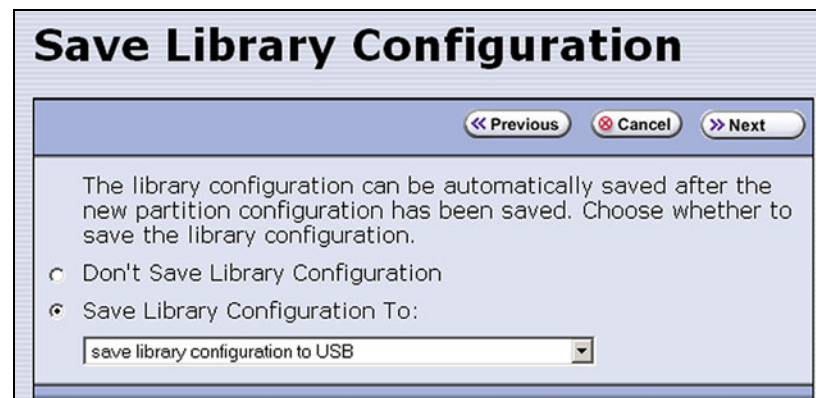 Save Library Configuration
Previous Cancel Next
The library configuration can be automatically saved after the
new partition configuration has been saved. Choose whether to
save the library configuration.
Don't Save Library Configuration
Save Library Configuration To:
save library configuration to USB